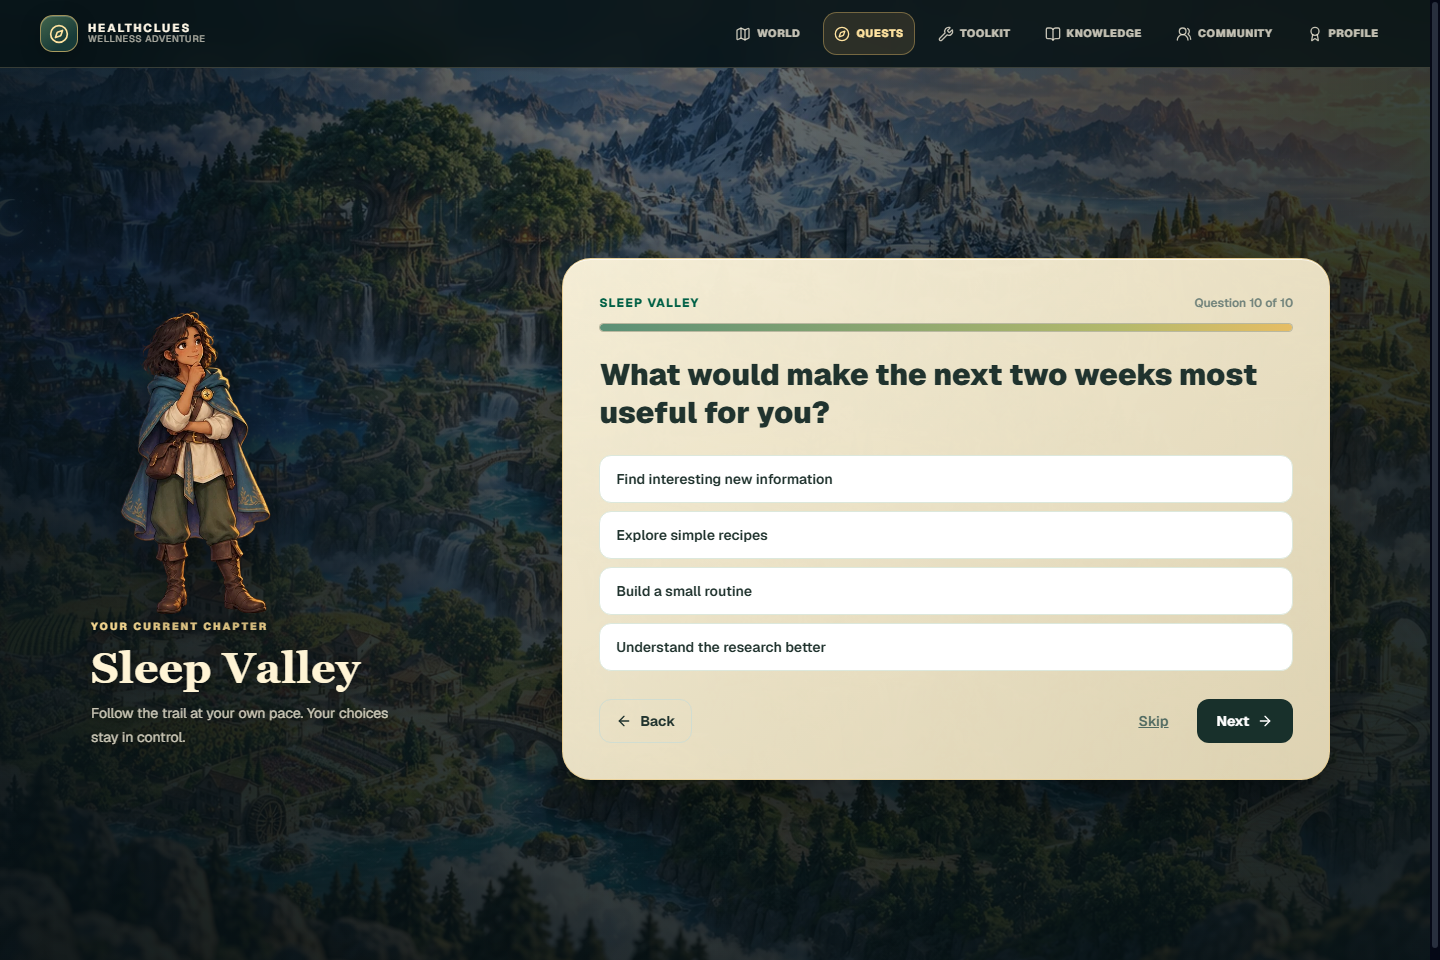 HEALTHCLUES
WELLNESS ADVENTURE
WORLD
QUESTS
TOOLKIT
KNOWLEDGE
COMMUNITY
PROFILE
YOUR CURRENT CHAPTER
Sleep Valley
Follow the trail at your own pace. Your choices
stay in control.
SLEEP VALLEY
Question 10 of 10
What would make the next two weeks most
useful for you?
Find interesting new information
Explore simple recipes
Build a small routine
Understand the research better
Back
Skip
Next